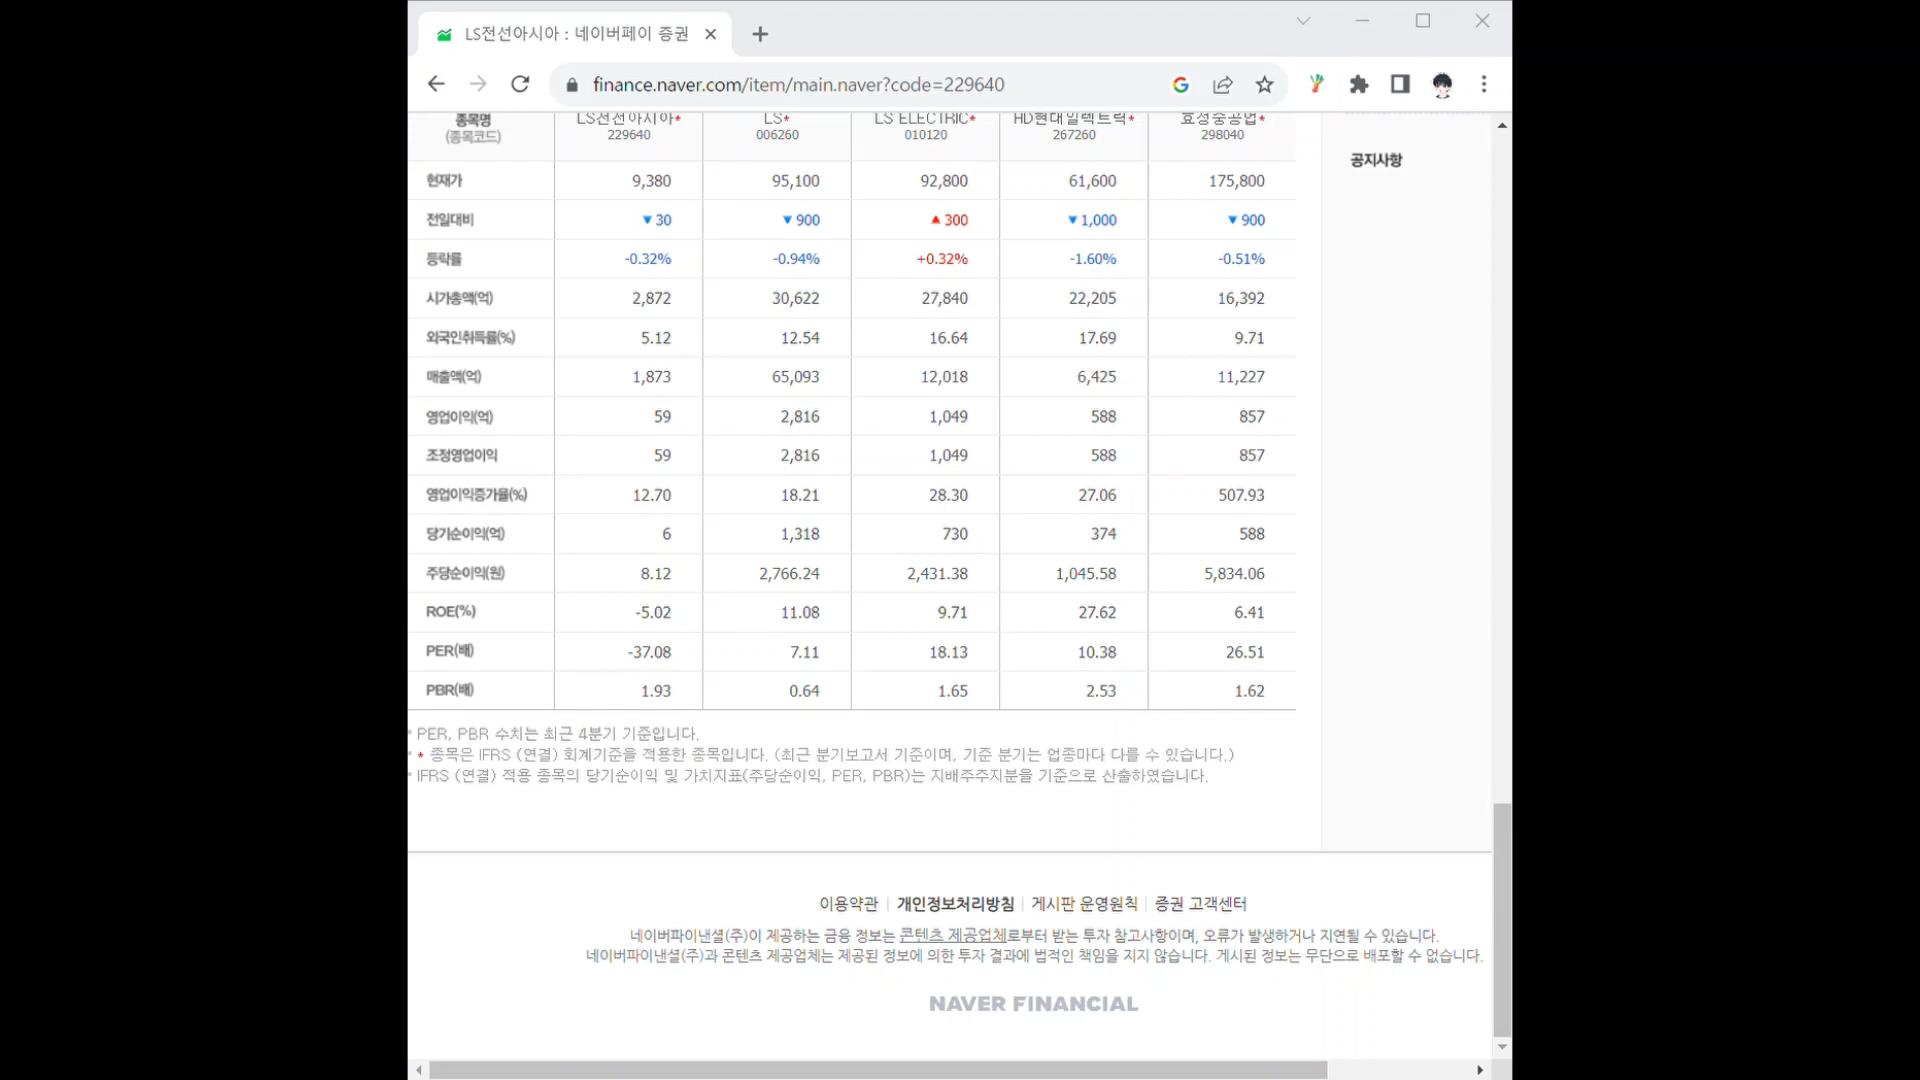 LS전선아시아 : 네이버페이 증권
finance.naver.com/item/main.naver?code=229640
종목명 LS전선아시아* LS* LS ELECTRIC* HD현대일렉트릭* 효성중공업*
(종목코드) 229640 006260 010120 267260 298040
공지사항
현재가 9,380 95,100 92,800 61,600 175,800
전일대비 ▼30 ▼900 ▲300 ▼1,000 ▼900
등락률 -0.32% -0.94% +0.32% -1.60% -0.51%
시가총액(억) 2,872 30,622 27,840 22,205 16,392
외국인취득률(%) 5.12 12.54 16.64 17.69 9.71
매출액(억) 1,873 65,093 12,018 6,425 11,227
영업이익(억) 59 2,816 1,049 588 857
조정영업이익 59 2,816 1,049 588 857
영업이익증가율(%) 12.70 18.21 28.30 27.06 507.93
당기순이익(억) 6 1,318 730 374 588
주당순이익(원) 8.12 2,766.24 2,431.38 1,045.58 5,834.06
ROE(%) -5.02 11.08 9.71 27.62 6.41
PER(배) -37.08 7.11 18.13 10.38 26.51
PBR(배) 1.93 0.64 1.65 2.53 1.62
* PER, PBR 수치는 최근 4분기 기준입니다.
* * 종목은 IFRS (연결) 회계기준을 적용한 종목입니다. (최근 분기보고서 기준이며, 기준 분기는 업종마다 다를 수 있습니다.)
* IFRS (연결) 적용 종목의 당기순이익 및 가치지표(주당순이익, PER, PBR)는 지배주주지분을 기준으로 산출하였습니다.
이용약관 | 개인정보처리방침 | 게시판 운영원칙 | 증권 고객센터
네이버파이낸셜(주)이 제공하는 금융 정보는 콘텐츠 제공업체로부터 받는 투자 참고사항이며, 오류가 발생하거나 지연될 수 있습니다.
네이버파이낸셜(주)과 콘텐츠 제공업체는 제공된 정보에 의한 투자 결과에 법적인 책임을 지지 않습니다. 게시된 정보는 무단으로 배포할 수 없습니다.
NAVER FINANCIAL